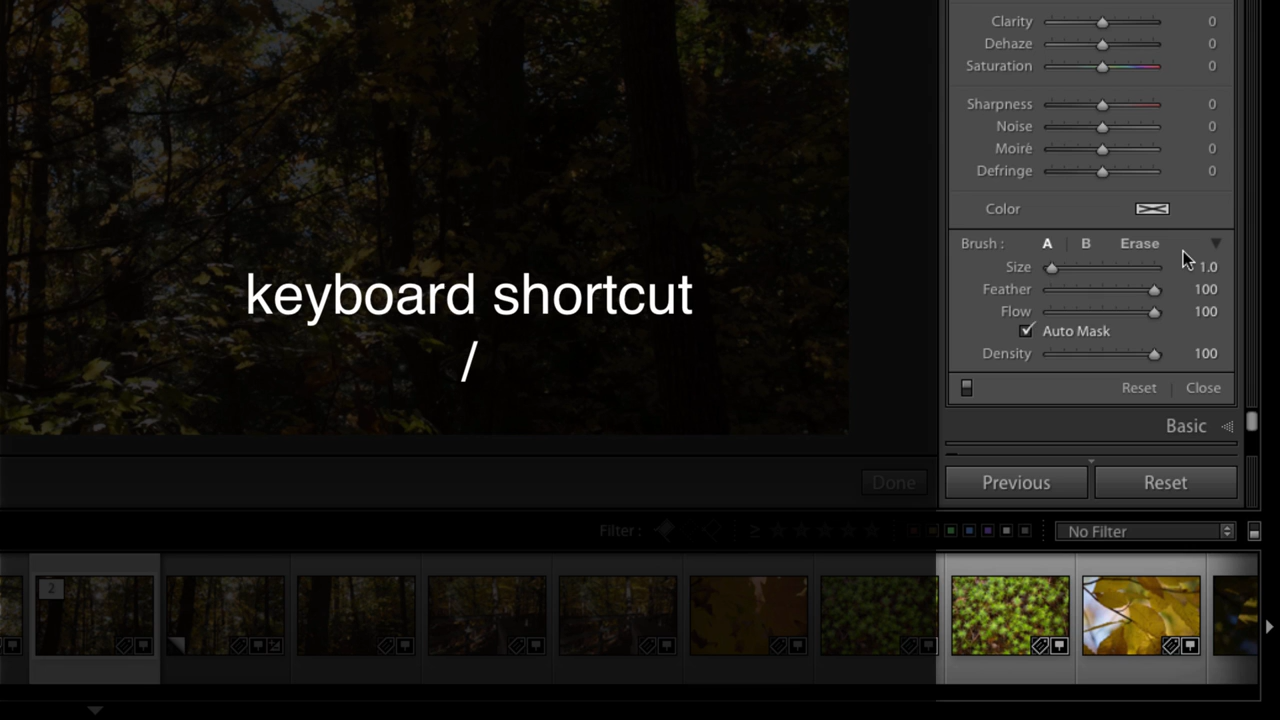 Clarity 0
Dehaze 0
Saturation 0
Sharpness 0
Noise 0
Moiré 0
Defringe 0
Color
Brush : A B Erase
Size 1.0
Feather 100
Flow 100
Auto Mask
Density 100
Reset Close
Basic
keyboard shortcut
/
Done
Previous Reset
Filter :
No Filter
2